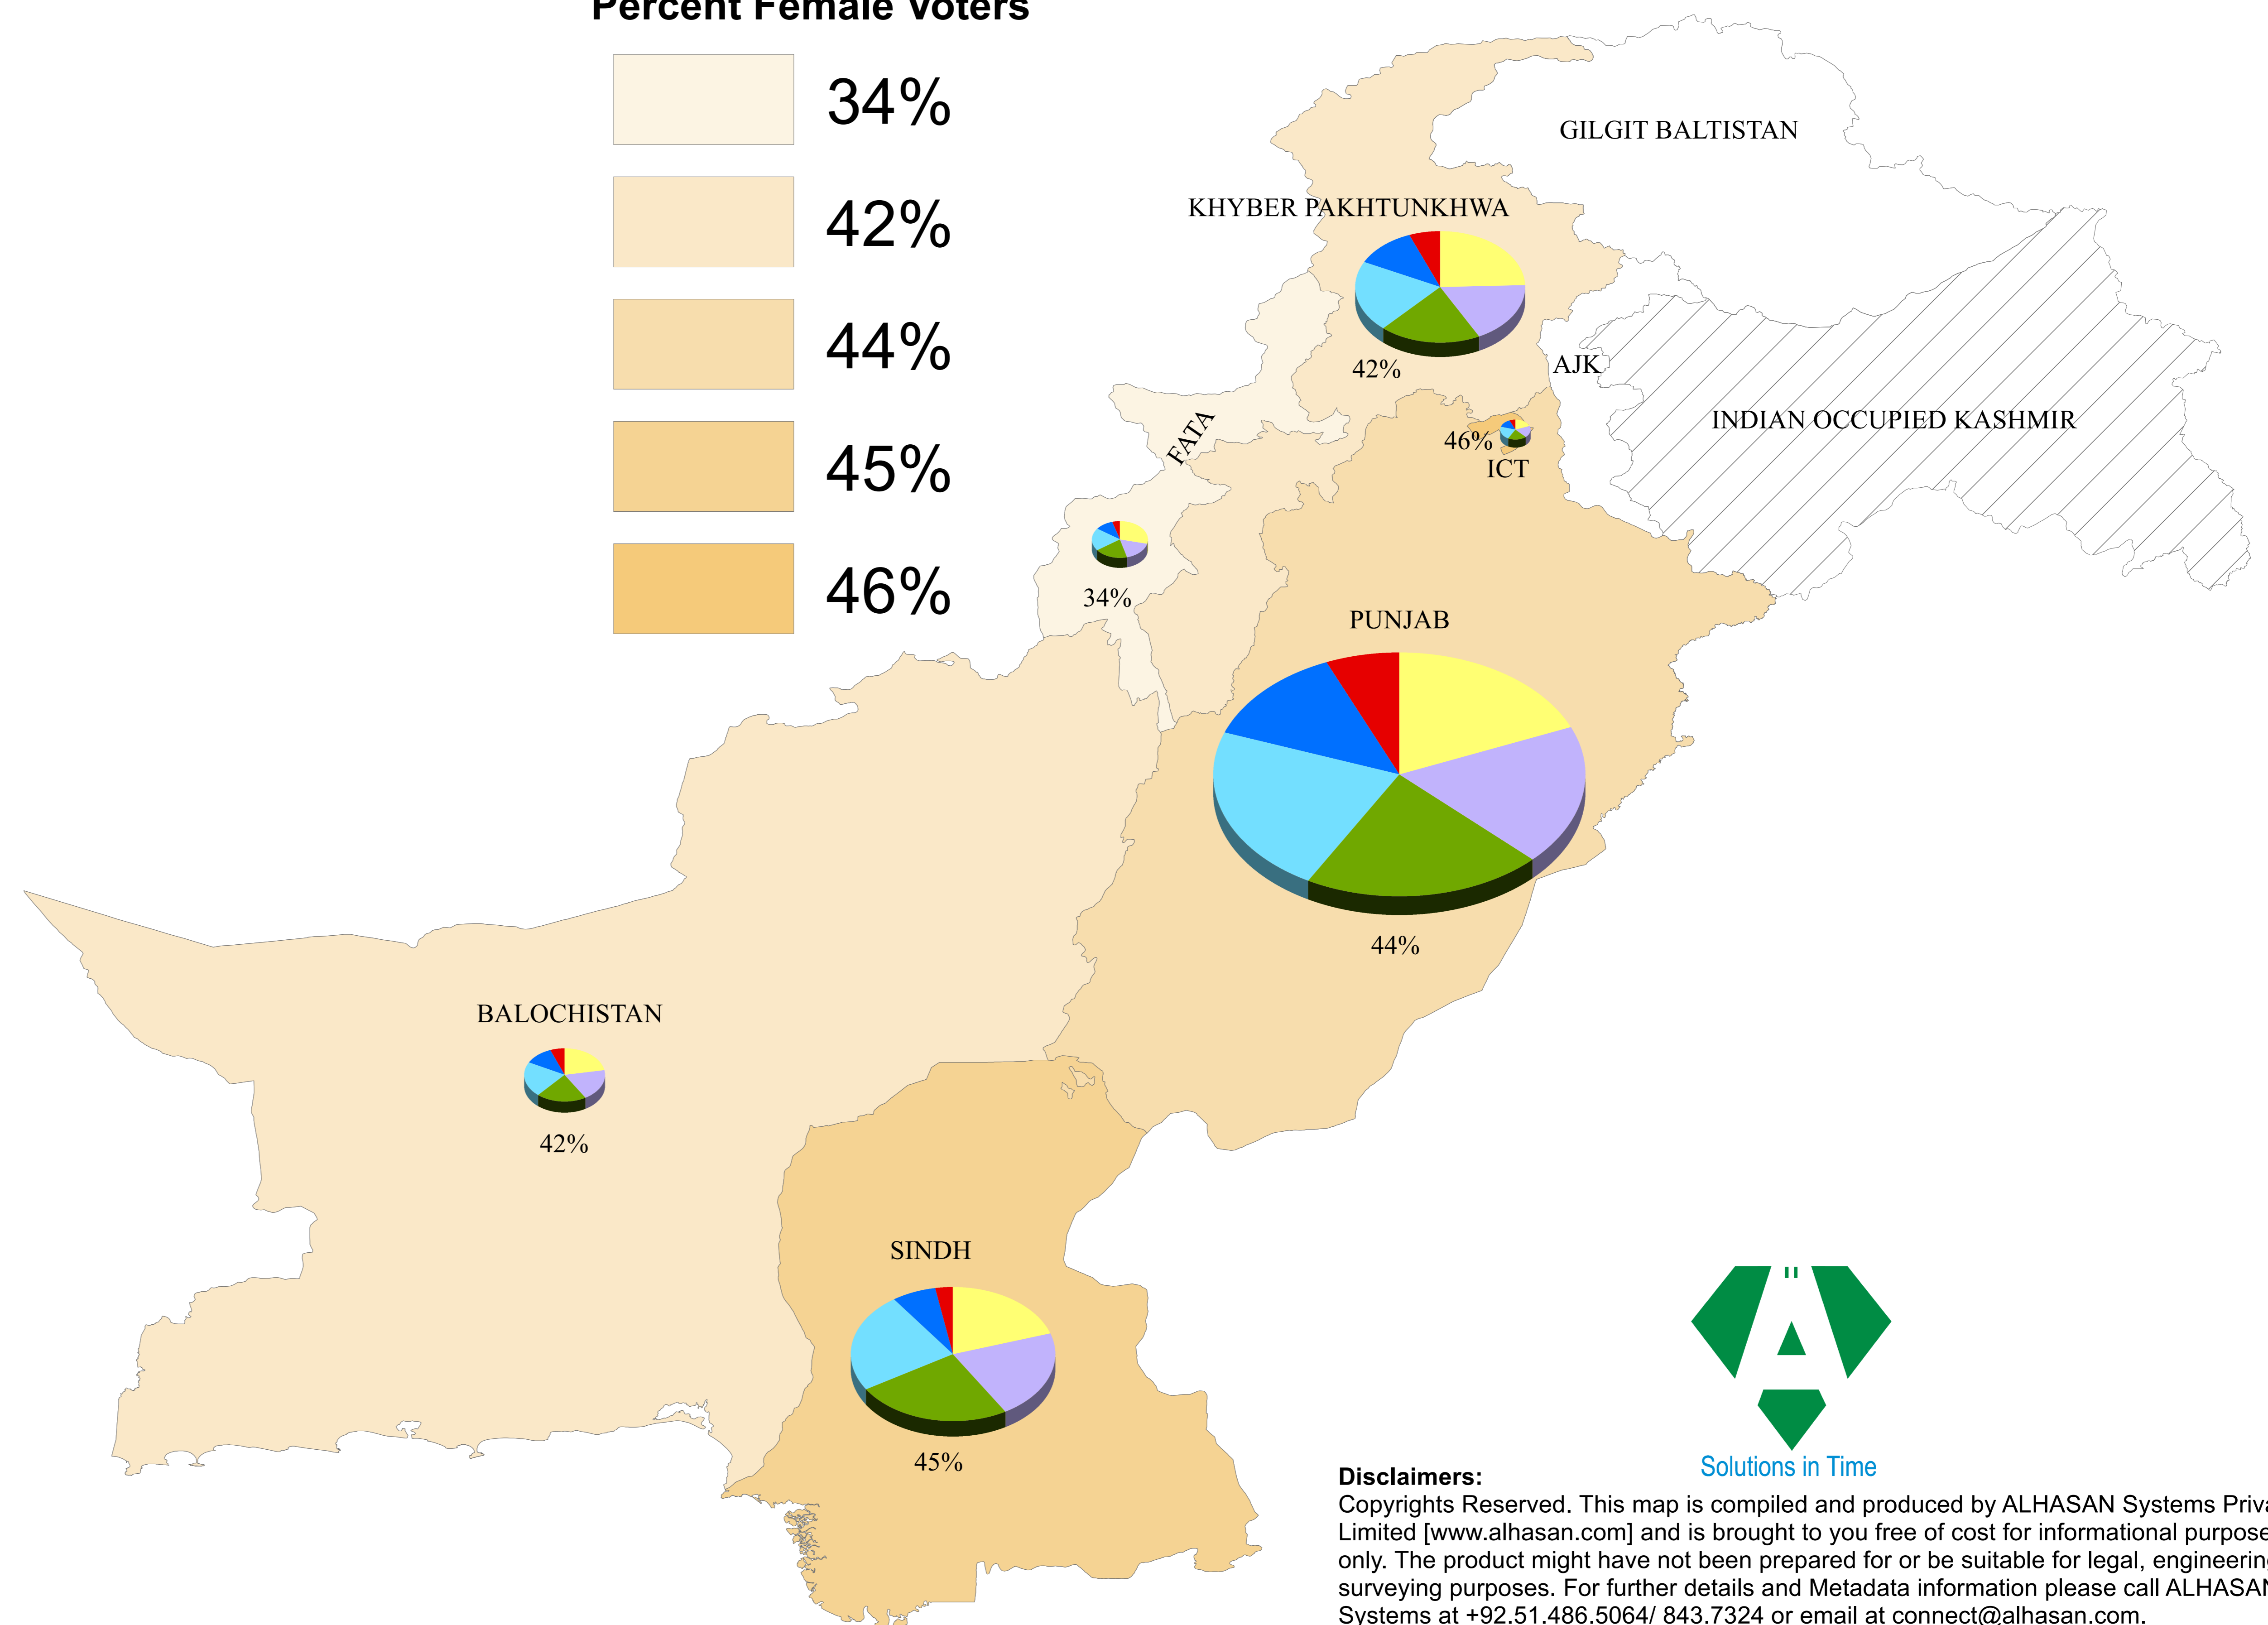 Percent Female Voters
34%
42%
44%
45%
46%
GILGIT BALTISTAN
KHYBER PAKHTUNKHWA
42%
AJK
INDIAN OCCUPIED KASHMIR
FATA
46%
ICT
34%
PUNJAB
44%
BALOCHISTAN
42%
SINDH
45%
Solutions in Time
Disclaimers:
Copyrights Reserved. This map is compiled and produced by ALHASAN Systems Priva
Limited [www.alhasan.com] and is brought to you free of cost for informational purpose
only. The product might have not been prepared for or be suitable for legal, engineering
surveying purposes. For further details and Metadata information please call ALHASAN
Systems at +92.51.486.5064/ 843.7324 or email at connect@alhasan.com.